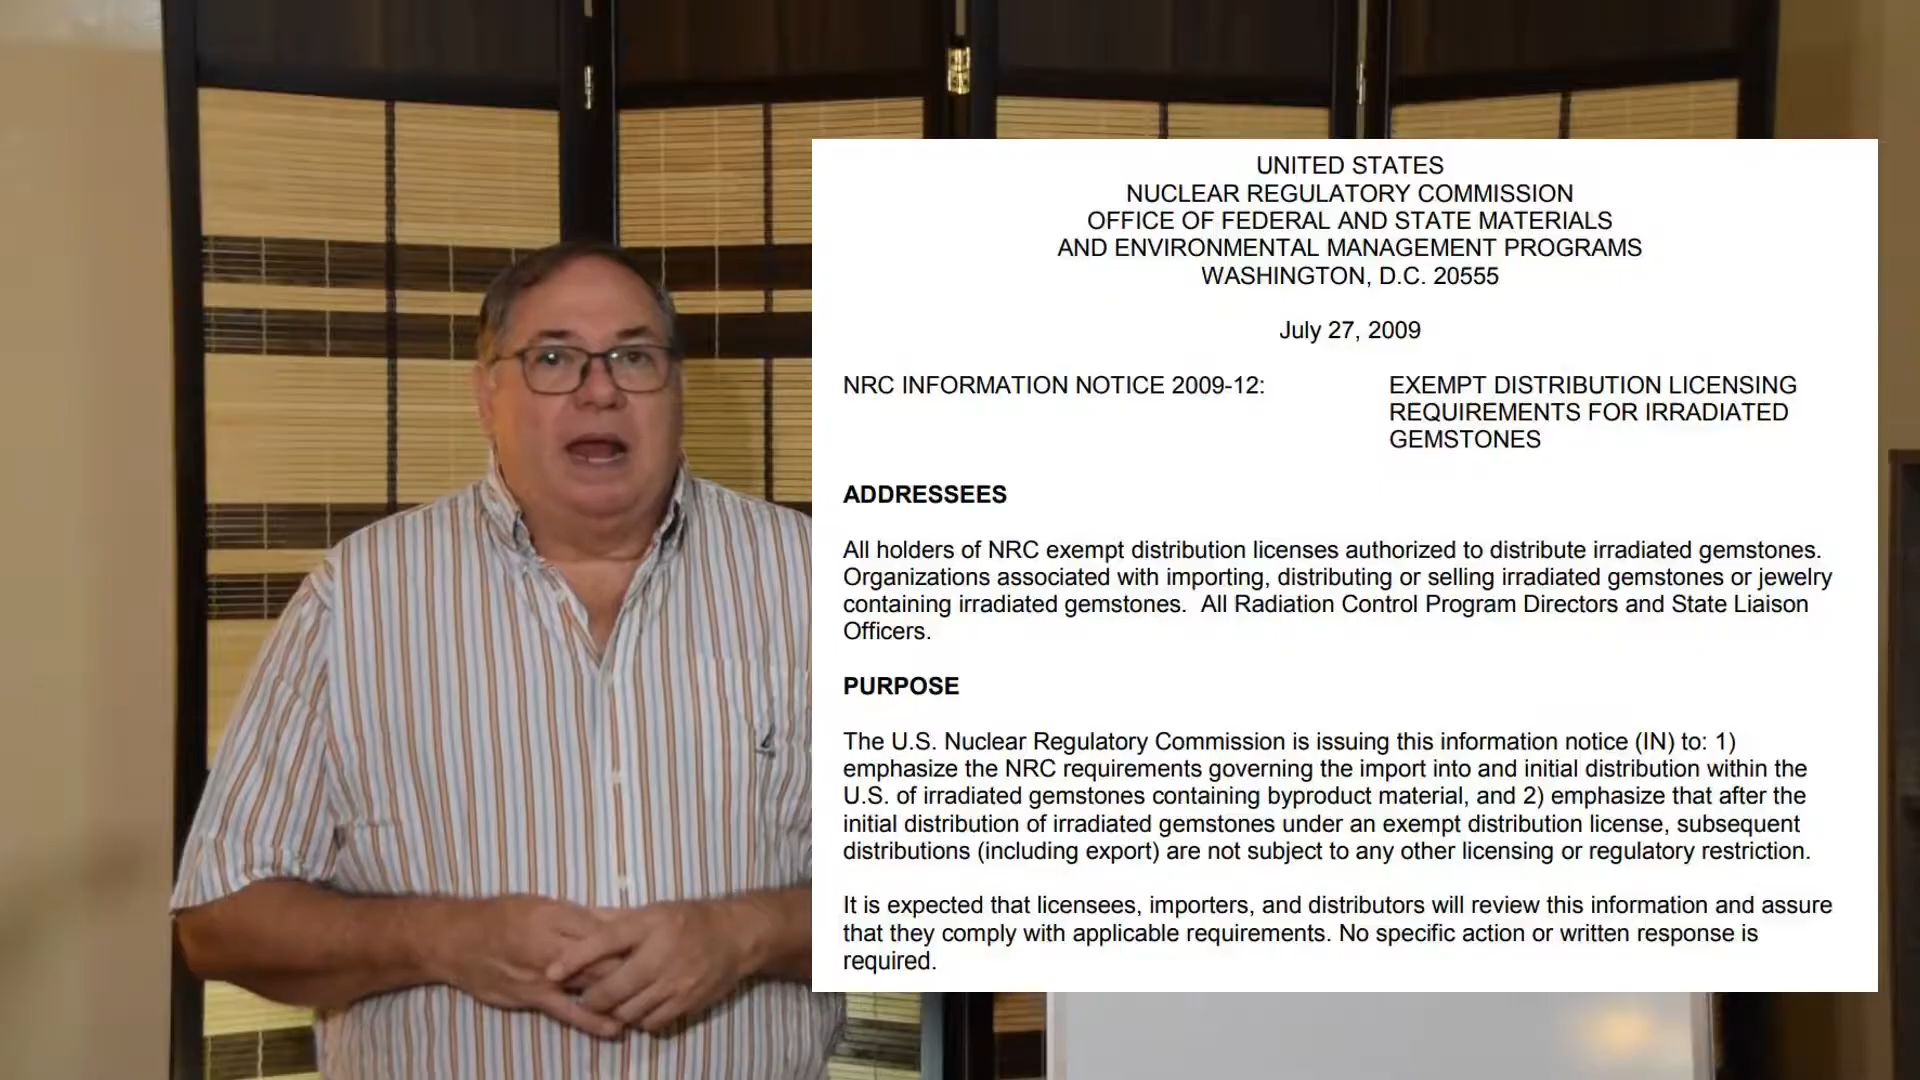 UNITED STATES
NUCLEAR REGULATORY COMMISSION
OFFICE OF FEDERAL AND STATE MATERIALS
AND ENVIRONMENTAL MANAGEMENT PROGRAMS
WASHINGTON, D.C. 20555
July 27, 2009
NRC INFORMATION NOTICE 2009-12:
EXEMPT DISTRIBUTION LICENSING
REQUIREMENTS FOR IRRADIATED
GEMSTONES
ADDRESSEES
All holders of NRC exempt distribution licenses authorized to distribute irradiated gemstones.
Organizations associated with importing, distributing or selling irradiated gemstones or jewelry
containing irradiated gemstones. All Radiation Control Program Directors and State Liaison
Officers.
PURPOSE
The U.S. Nuclear Regulatory Commission is issuing this information notice (IN) to: 1)
emphasize the NRC requirements governing the import into and initial distribution within the
U.S. of irradiated gemstones containing byproduct material, and 2) emphasize that after the
initial distribution of irradiated gemstones under an exempt distribution license, subsequent
distributions (including export) are not subject to any other licensing or regulatory restriction.
It is expected that licensees, importers, and distributors will review this information and assure
that they comply with applicable requirements. No specific action or written response is
required.